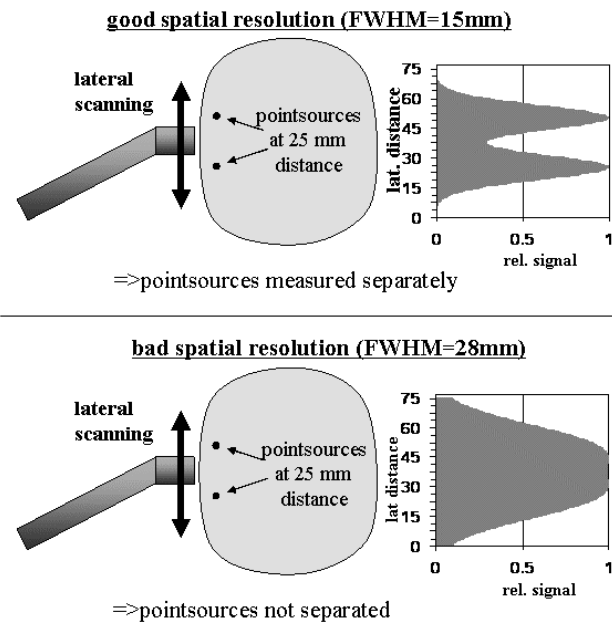 good spatial resolution (FWHM=15mm)
lateral
scanning
pointsources
at 25 mm
distance
lat. distance
75
60
45
30
15
0
0
0.5
1
rel. signal
=>pointsources measured separately
bad spatial resolution (FWHM=28mm)
lateral
scanning
pointsources
at 25 mm
distance
lat distance
75
60
45
30
15
0
0
0.5
1
rel. signal
=>pointsources not separated